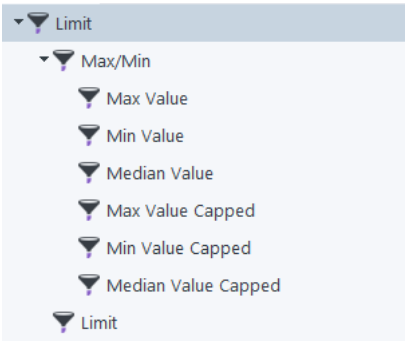 Limit
Max/Min
Max Value
Min Value
Median Value
Max Value Capped
Min Value Capped
Median Value Capped
Limit